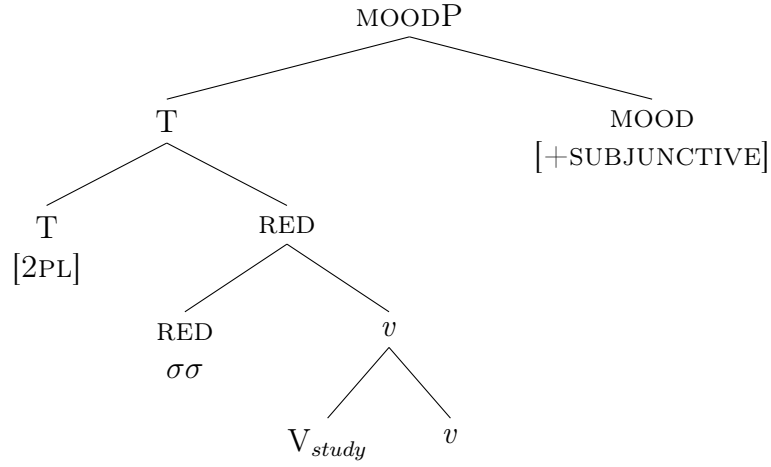 MOODP
T MOOD
[+SUBJUNCTIVE]
T RED
[2PL]
RED v
σσ
V_study v